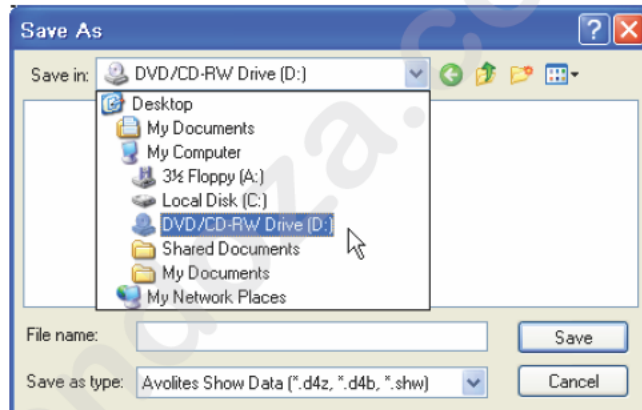 Save As
Save in: DVD/CD-RW Drive (D:)
Desktop
My Documents
My Computer
3½ Floppy (A:)
Local Disk (C:)
DVD/CD-RW Drive (D:)
Shared Documents
My Documents
My Network Places
File name:
Save
Save as type: Avolites Show Data (*.d4z, *.d4b, *.shw)
Cancel